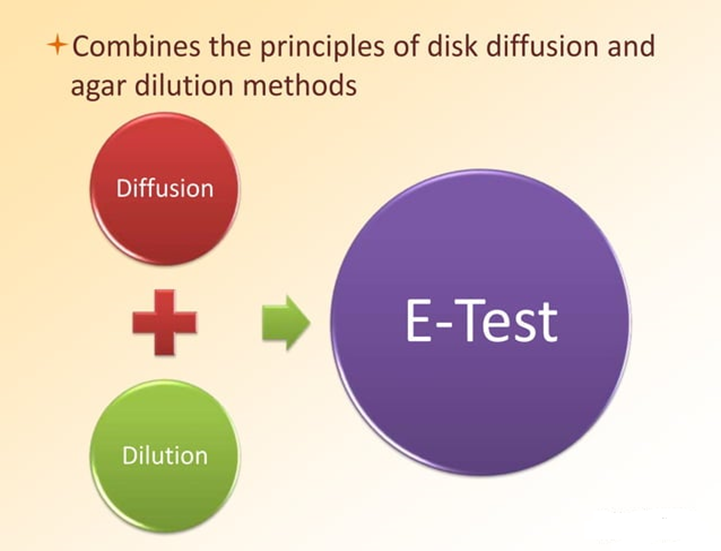 Combines the principles of disk diffusion and
agar dilution methods
Diffusion
E-Test
Dilution